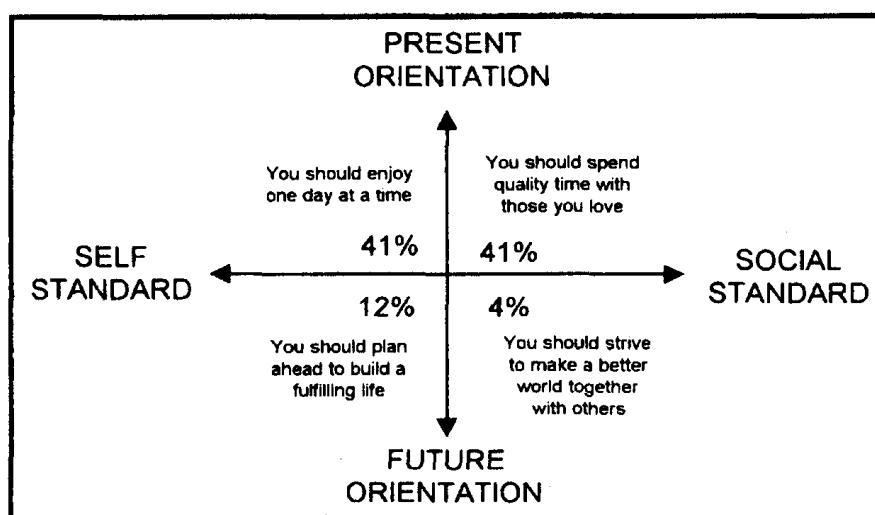 PRESENT
ORIENTATION
You should enjoy
one day at a time
You should spend
quality time with
those you love
41%
41%
SELF
STANDARD
SOCIAL
STANDARD
12%
4%
You should plan
ahead to build a
fulfilling life
You should strive
to make a better
world together
with others
FUTURE
ORIENTATION